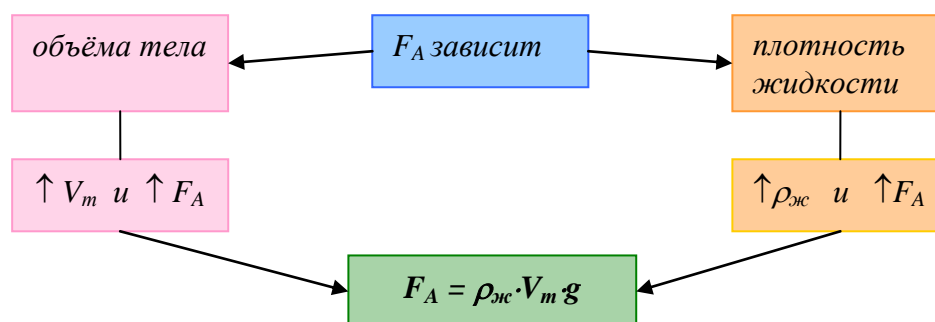 объёма тела
F_A зависит
плотность
жидкости
↑ V_т и ↑ F_A
↑ρ_ж и ↑F_A
F_A = ρ_ж·V_т·g